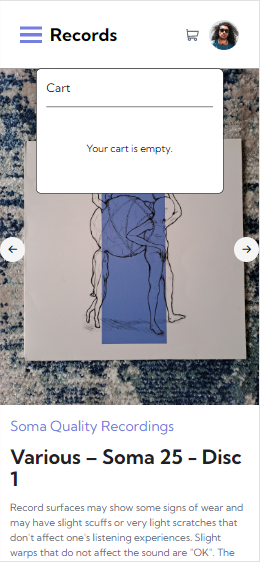 Records
Cart
Your cart is empty.
Soma Quality Recordings
Various – Soma 25 - Disc
1
Record surfaces may show some signs of wear and
may have slight scuffs or very light scratches that
don't affect one's listening experiences. Slight
warps that do not affect the sound are "OK". The